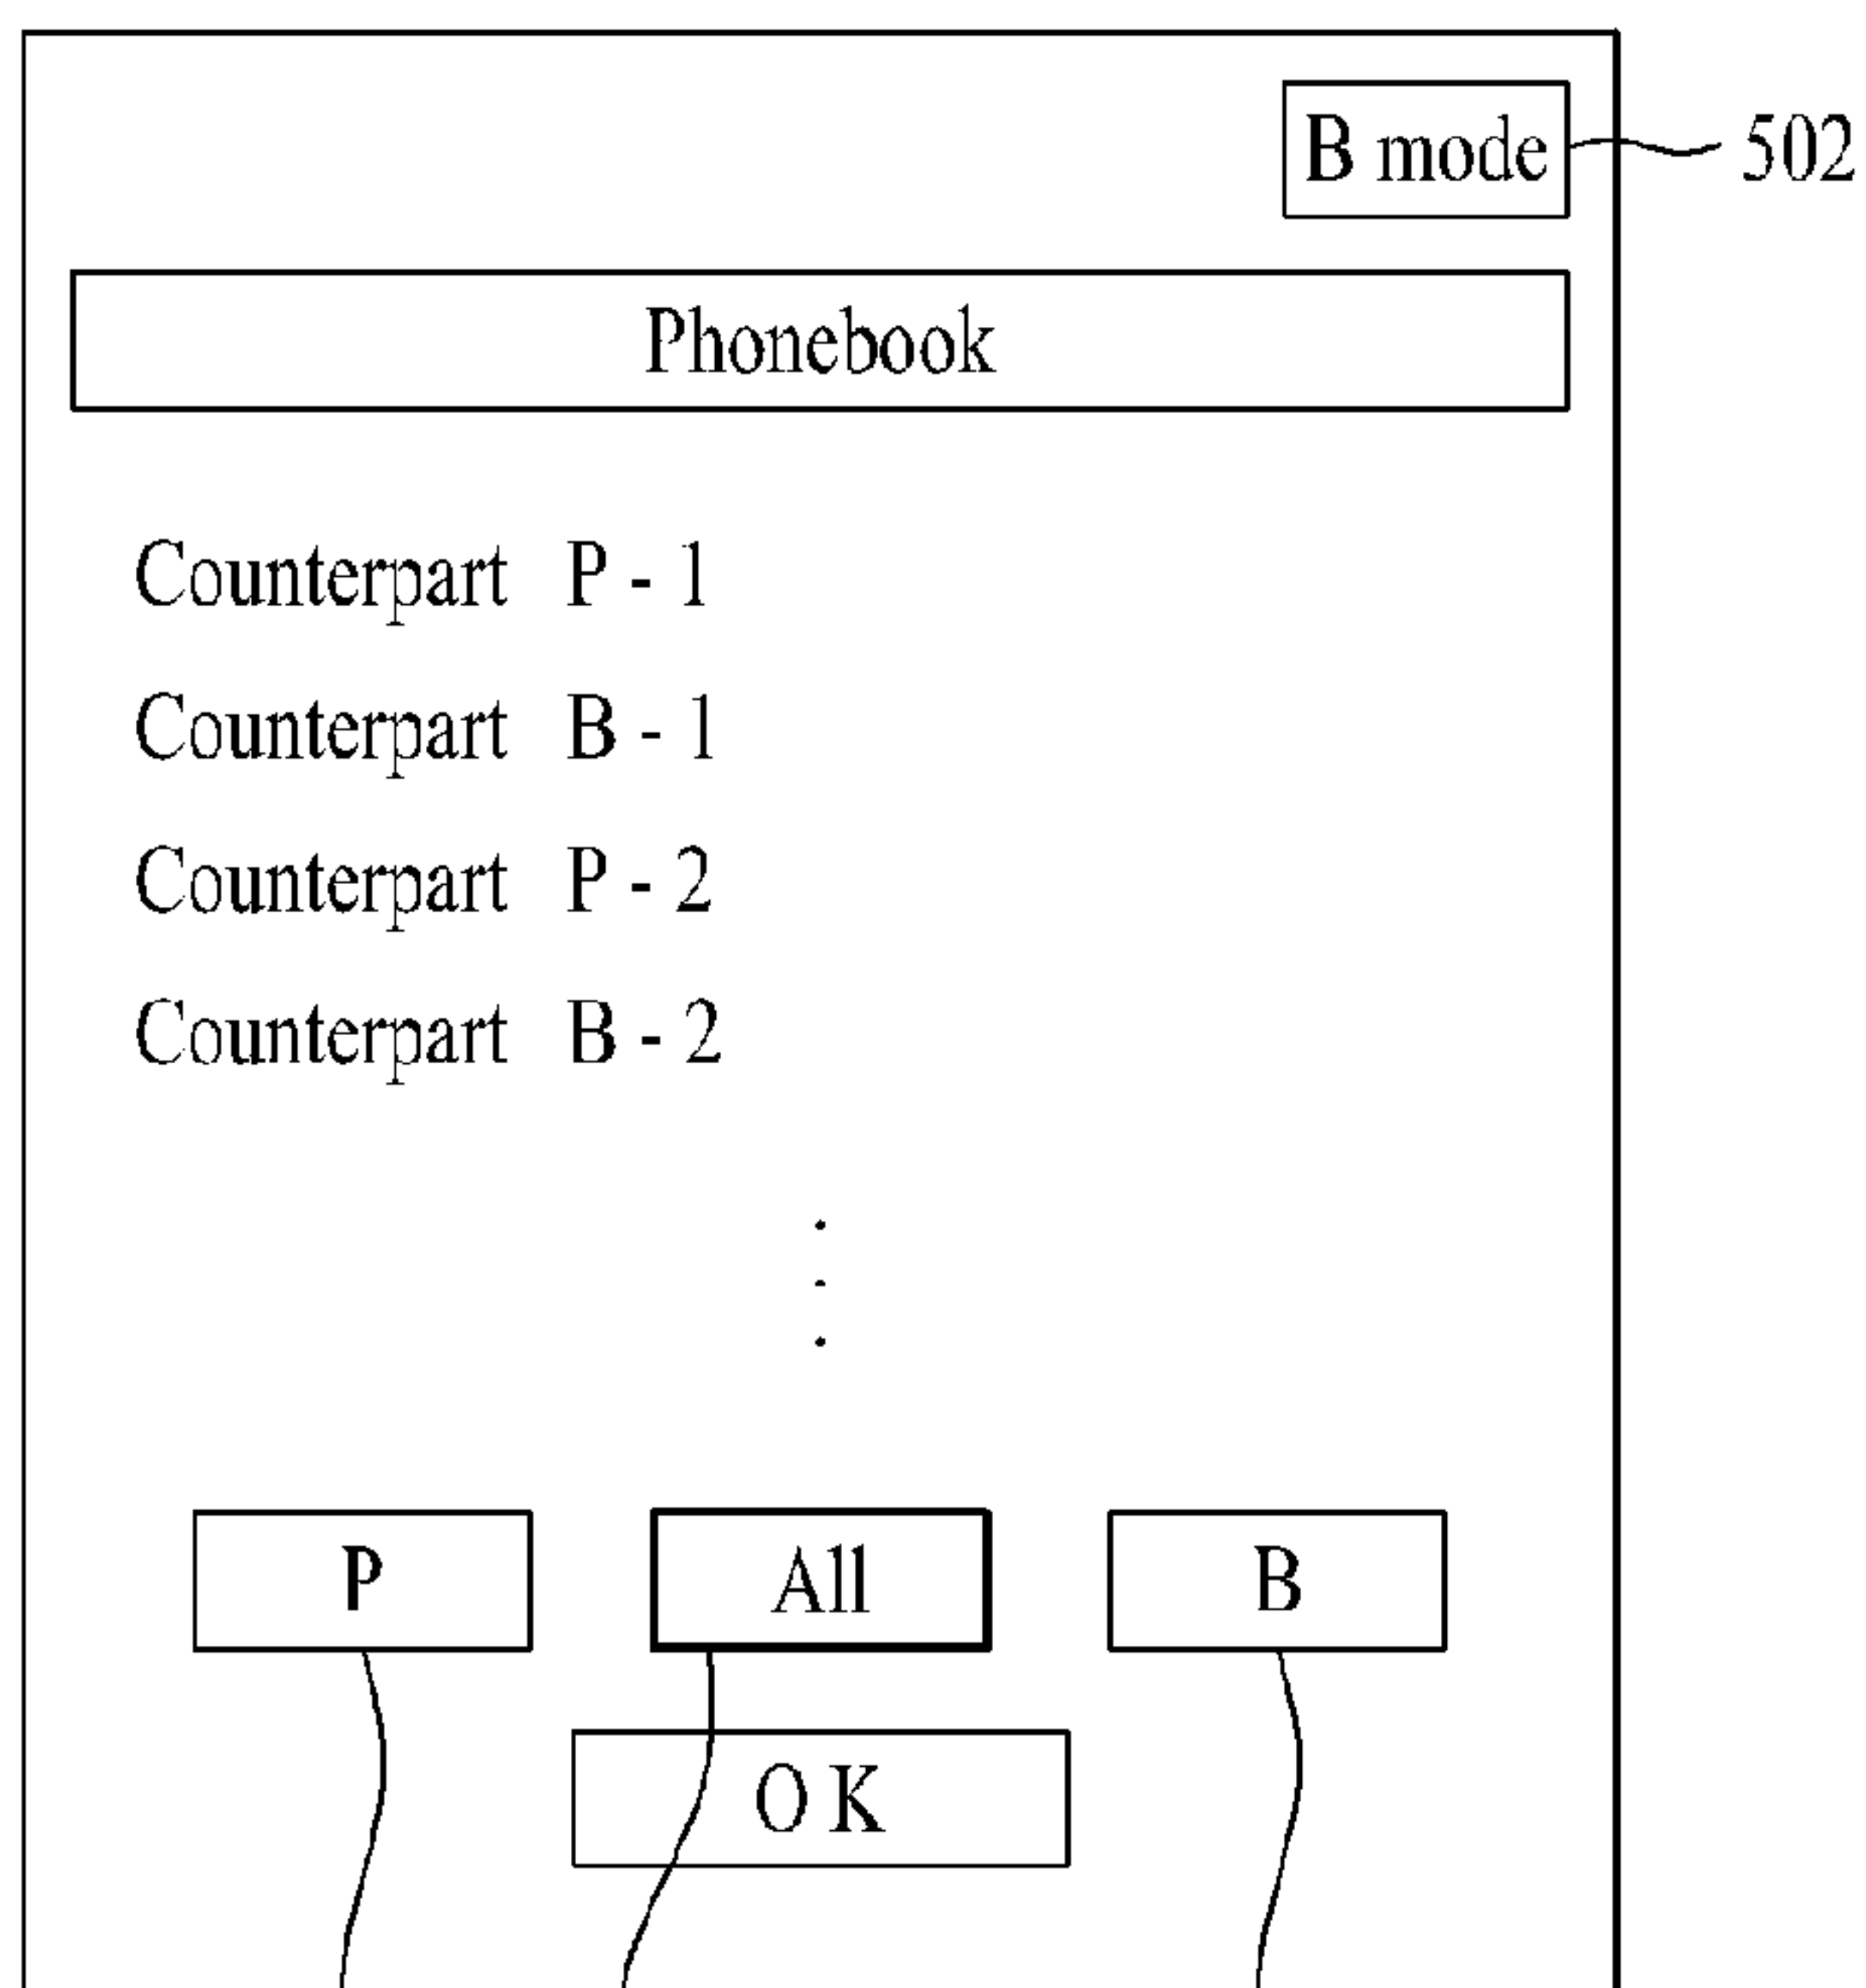 B mode 502
Phonebook
Counterpart P - 1
Counterpart B - 1
Counterpart P - 2
Counterpart B - 2
P All B
OK